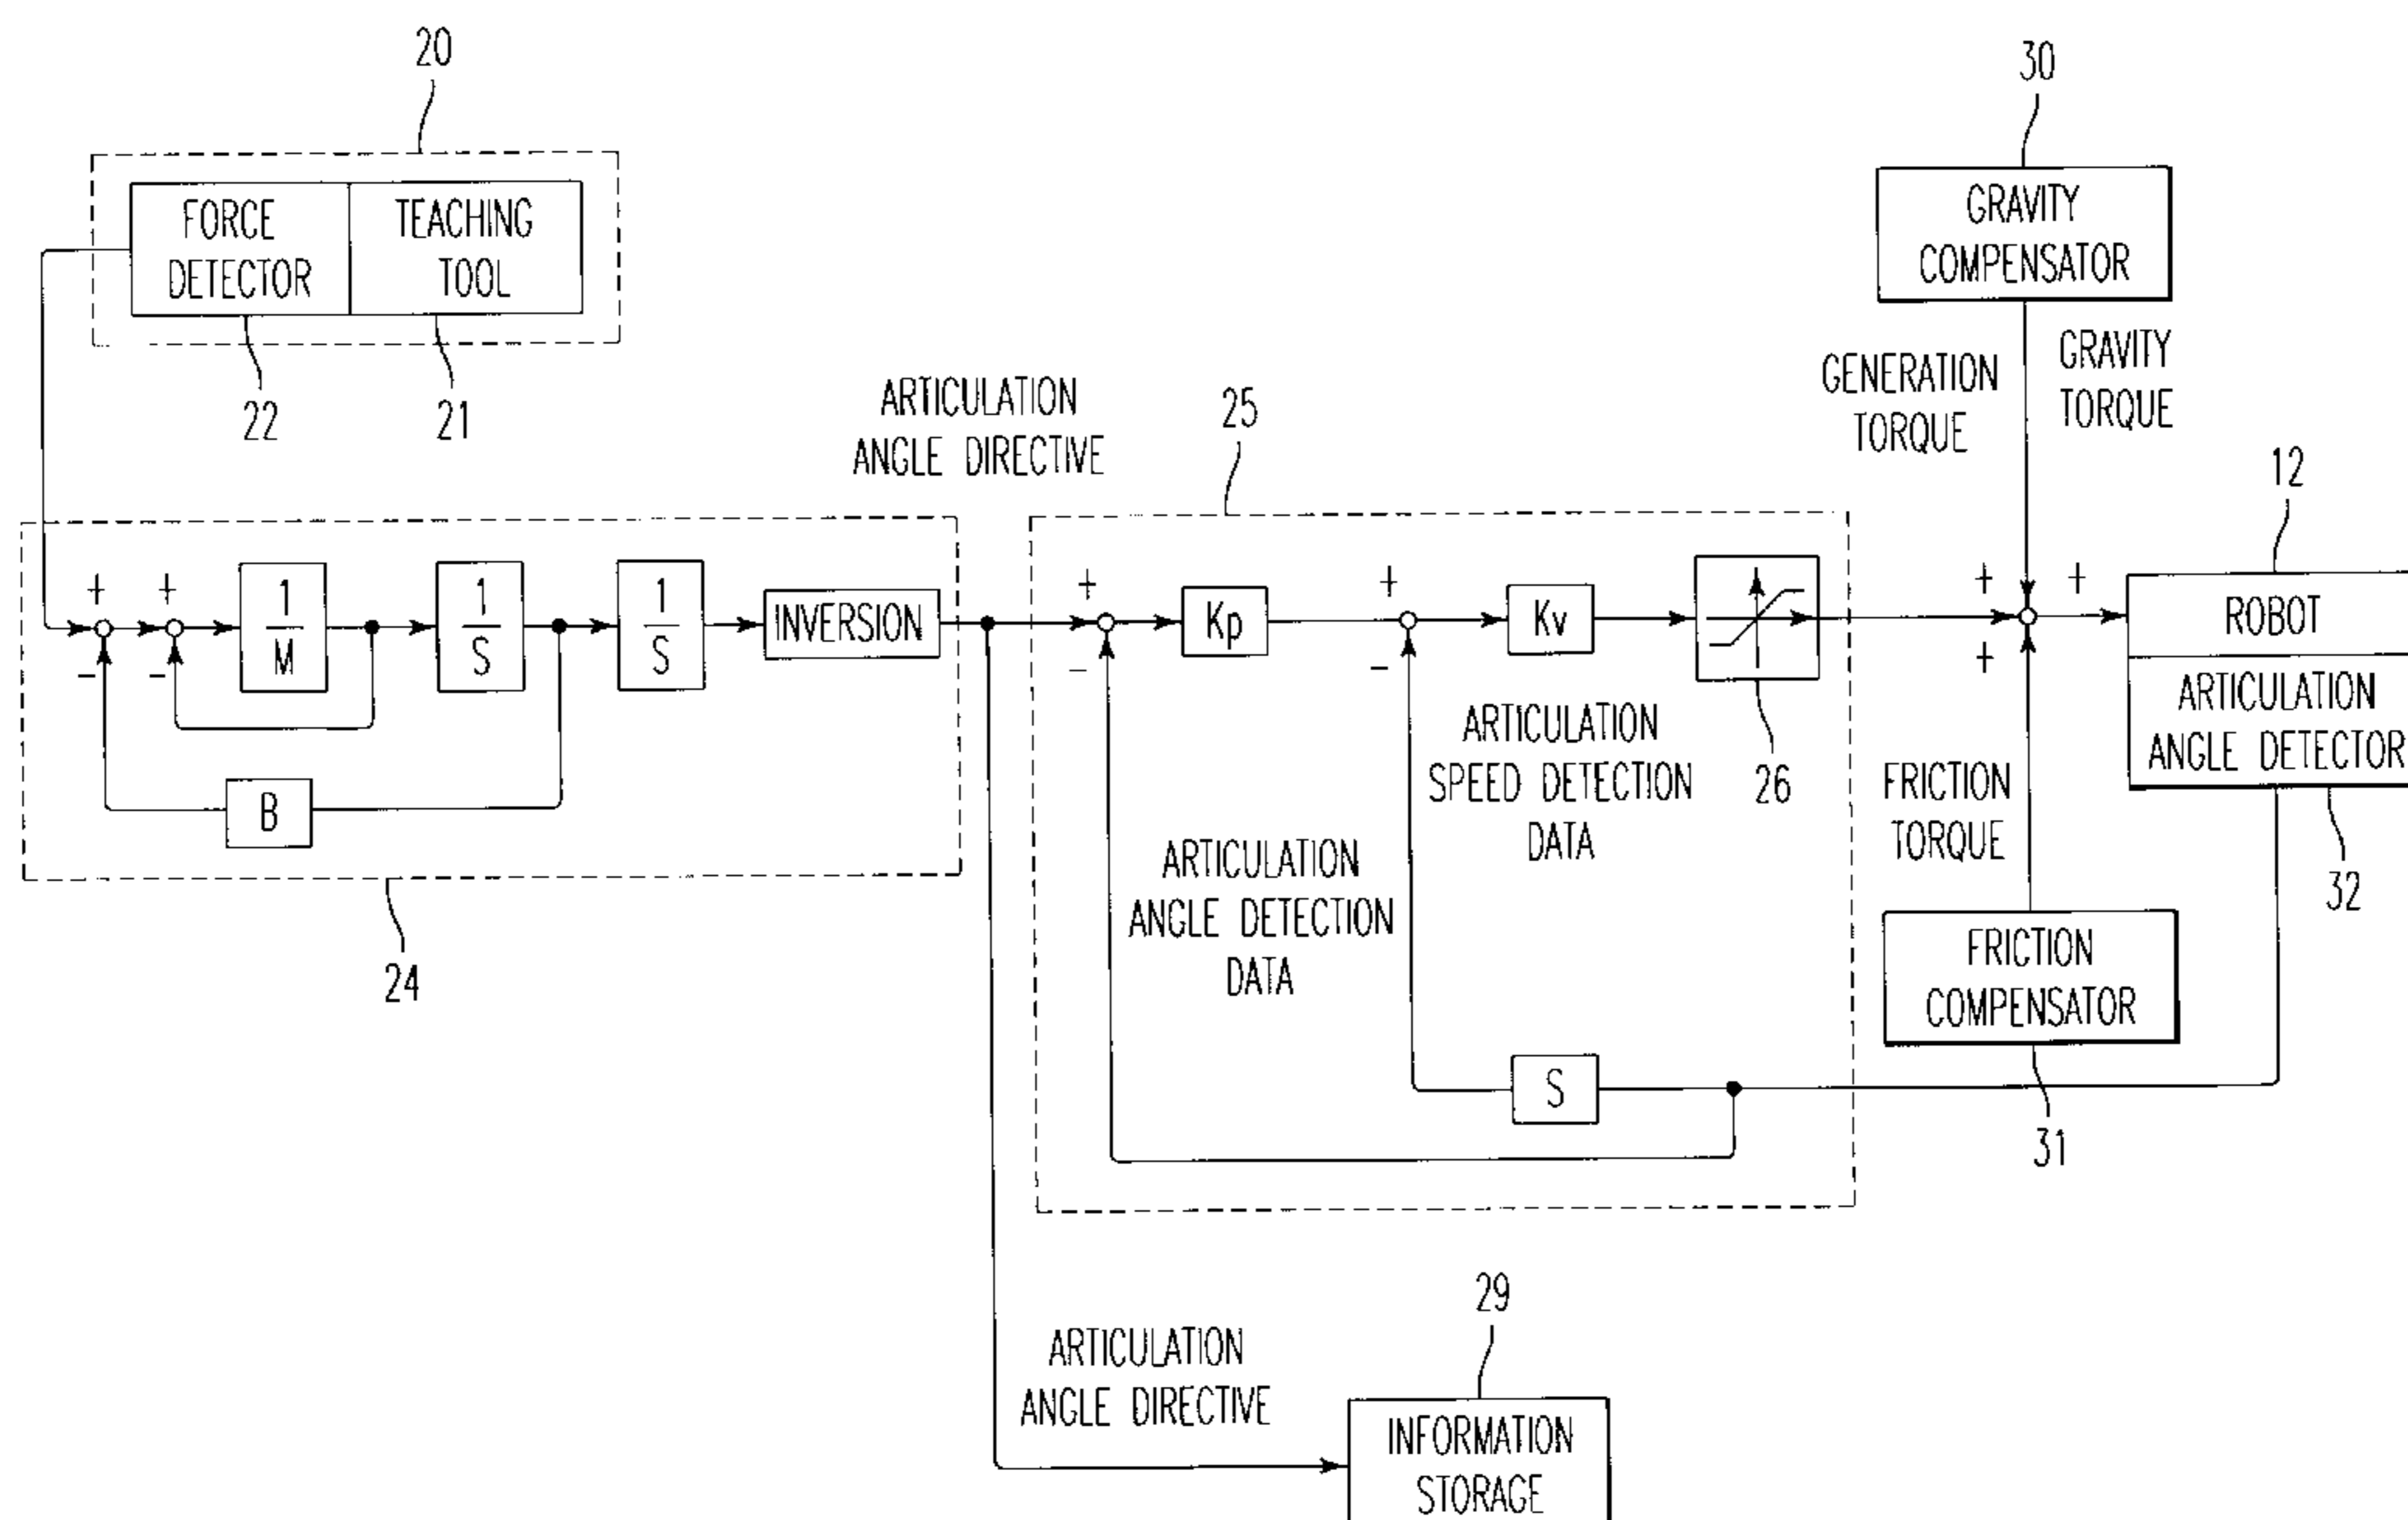 20
FORCE
DETECTOR
TEACHING
TOOL
22
21
30
GRAVITY
COMPENSATOR
GENERATION
TORQUE
GRAVITY
TORQUE
ARTICULATION
ANGLE DIRECTIVE
25
12
+
+
1
M
1
S
1
S
INVERSION
-
-
B
24
+
Kp
+
Kv
-
-
26
ARTICULATION
SPEED DETECTION
DATA
ARTICULATION
ANGLE DETECTION
DATA
S
+
+
+
ROBOT
ARTICULATION
ANGLE DETECTOR
32
FRICTION
TORQUE
FRICTION
COMPENSATOR
31
ARTICULATION
ANGLE DIRECTIVE
29
INFORMATION
STORAGE